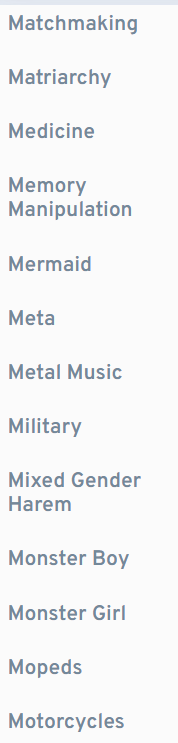 Matchmaking
Matriarchy
Medicine
Memory
Manipulation
Mermaid
Meta
Metal Music
Military
Mixed Gender
Harem
Monster Boy
Monster Girl
Mopeds
Motorcycles